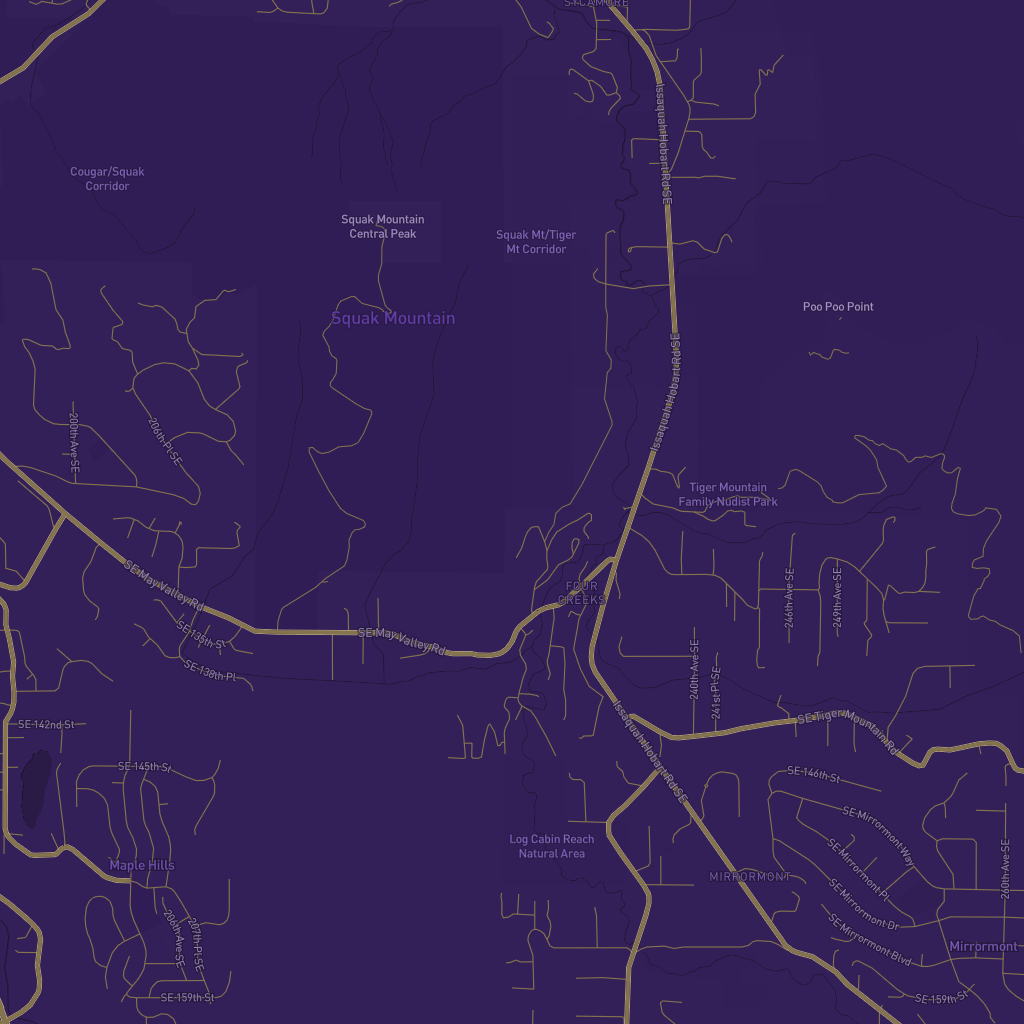 SYCAMORE
Issaquah Hobart Rd SE
Cougar/Squak
Corridor
Squak Mountain
Central Peak
Squak Mt/Tiger
Mt Corridor
Poo Poo Point
Squak Mountain
Issaquah Hobart Rd SE
200th Ave SE
206th Pl SE
Tiger Mountain
Family Nudist Park
SE May Valley Rd
FOUR
CREEKS
246th Ave SE
249th Ave SE
SE 135th St
SE May Valley Rd
SE 138th Pl
240th Ave SE
241st Pl SE
SE 142nd St
Issaquah Hobart Rd SE
SE Tiger Mountain Rd
SE 145th St
SE 146th St
SE Mirrormont Way
Log Cabin Reach
Natural Area
Maple Hills
MIRRORMONT
SE Mirrormont Pl
260th Ave SE
SE Mirrormont Dr
206th Ave SE
207th Pl SE
SE Mirrormont Blvd
Mirrormont
SE 159th St
SE 159th St